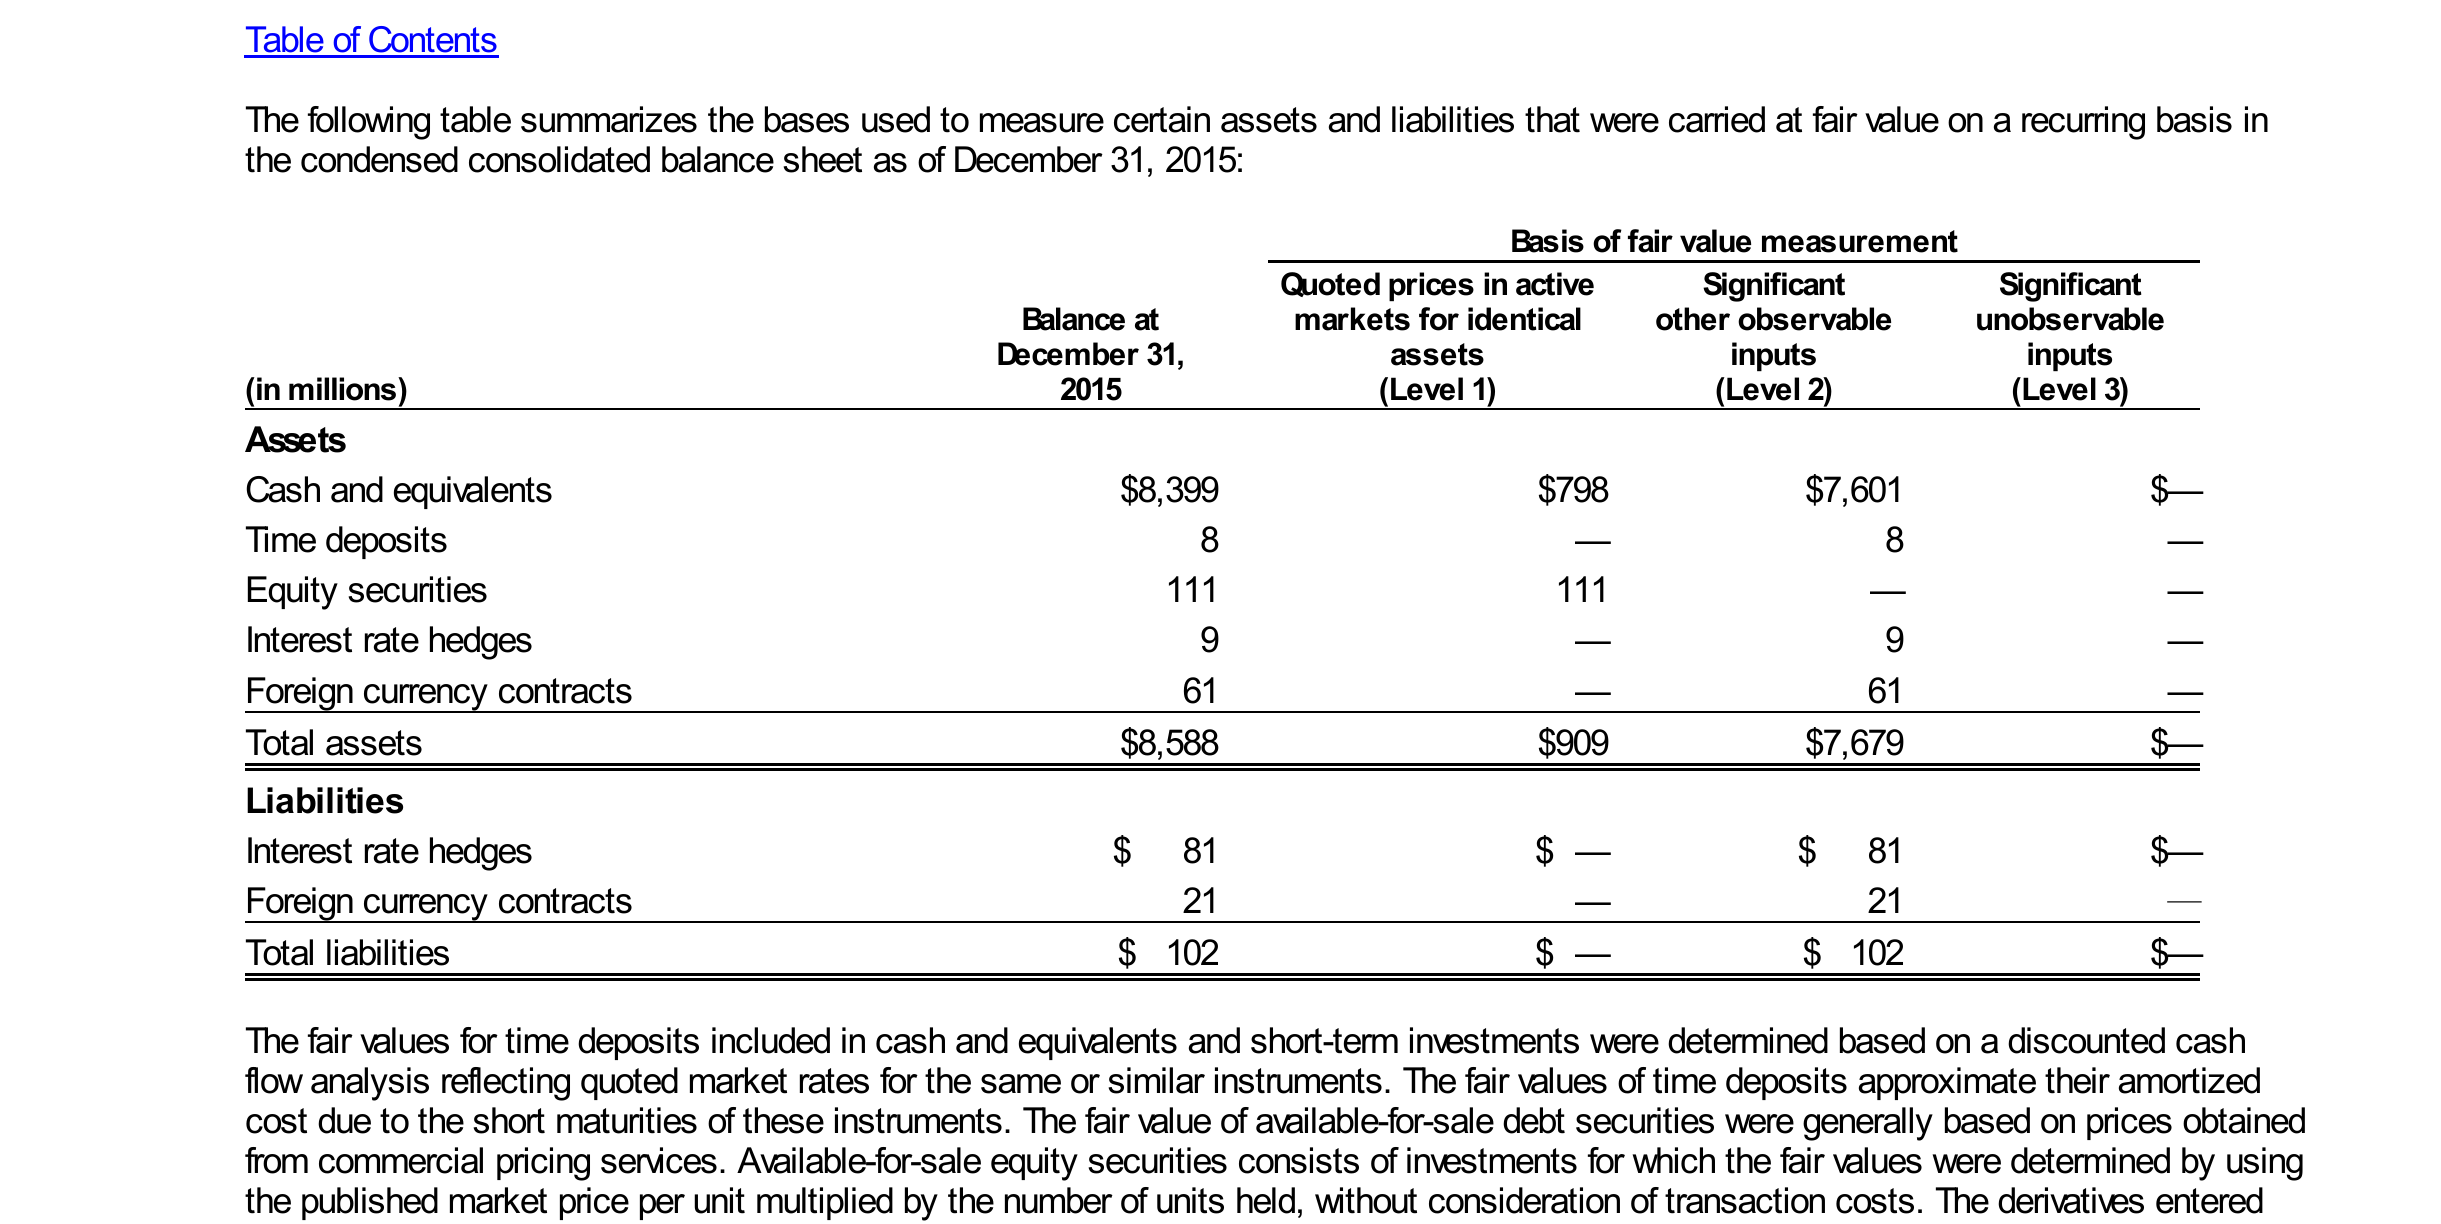 Table of Contents
The following table summarizes the bases used to measure certain assets and liabilities that were carried at fair value on a recurring basis in
the condensed consolidated balance sheet as of December 31, 2015:
Basis of fair value measurement
(in millions) Balance at December 31, 2015 Quoted prices in active markets for identical assets (Level 1) Significant other observable inputs (Level 2) Significant unobservable inputs (Level 3)
Assets
Cash and equivalents $8,399 $798 $7,601 $—
Time deposits 8 — 8 —
Equity securities 111 111 — —
Interest rate hedges 9 — 9 —
Foreign currency contracts 61 — 61 —
Total assets $8,588 $909 $7,679 $—
Liabilities
Interest rate hedges $ 81 $ — $ 81 $—
Foreign currency contracts 21 — 21 —
Total liabilities $ 102 $ — $ 102 $—
The fair values for time deposits included in cash and equivalents and short-term investments were determined based on a discounted cash
flow analysis reflecting quoted market rates for the same or similar instruments. The fair values of time deposits approximate their amortized
cost due to the short maturities of these instruments. The fair value of available-for-sale debt securities were generally based on prices obtained
from commercial pricing services. Available-for-sale equity securities consists of investments for which the fair values were determined by using
the published market price per unit multiplied by the number of units held, without consideration of transaction costs. The derivatives entered